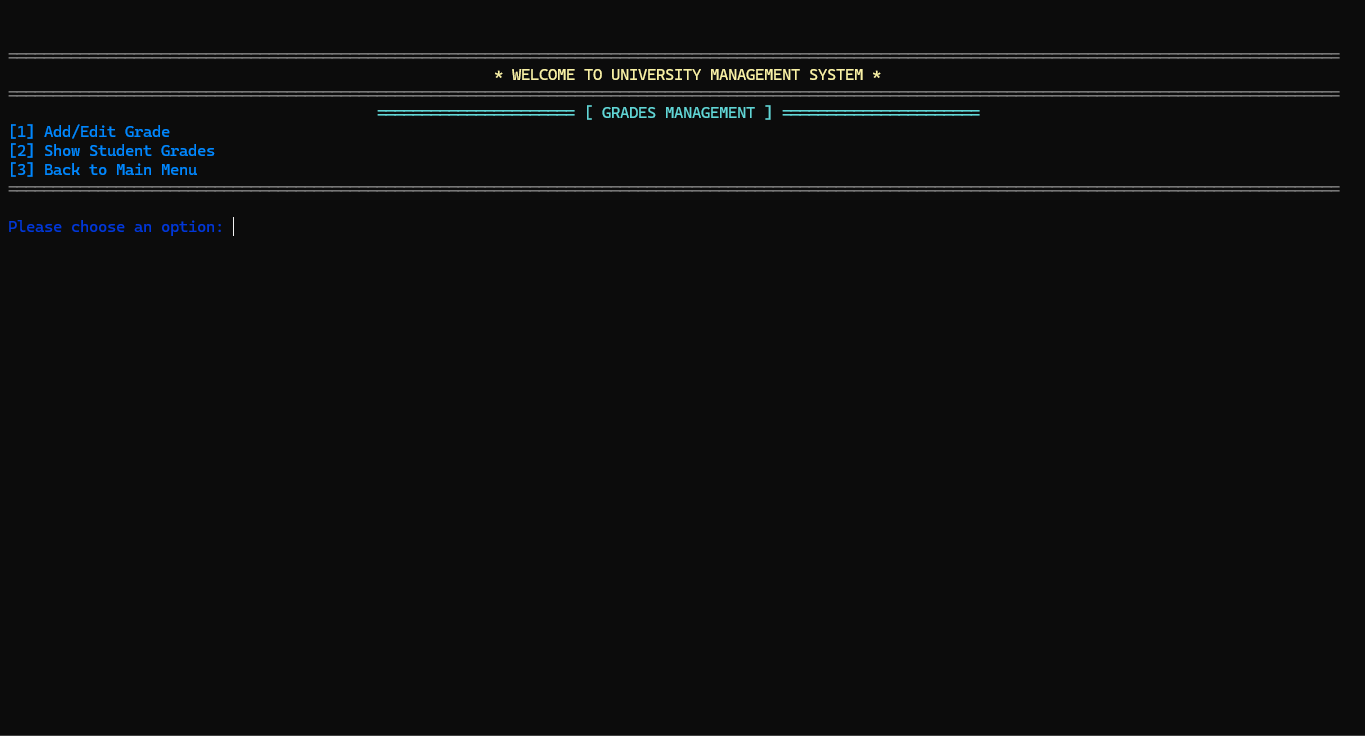 * WELCOME TO UNIVERSITY MANAGEMENT SYSTEM *
══════════════════════ [ GRADES MANAGEMENT ] ══════════════════════
[1] Add/Edit Grade
[2] Show Student Grades
[3] Back to Main Menu
Please choose an option: